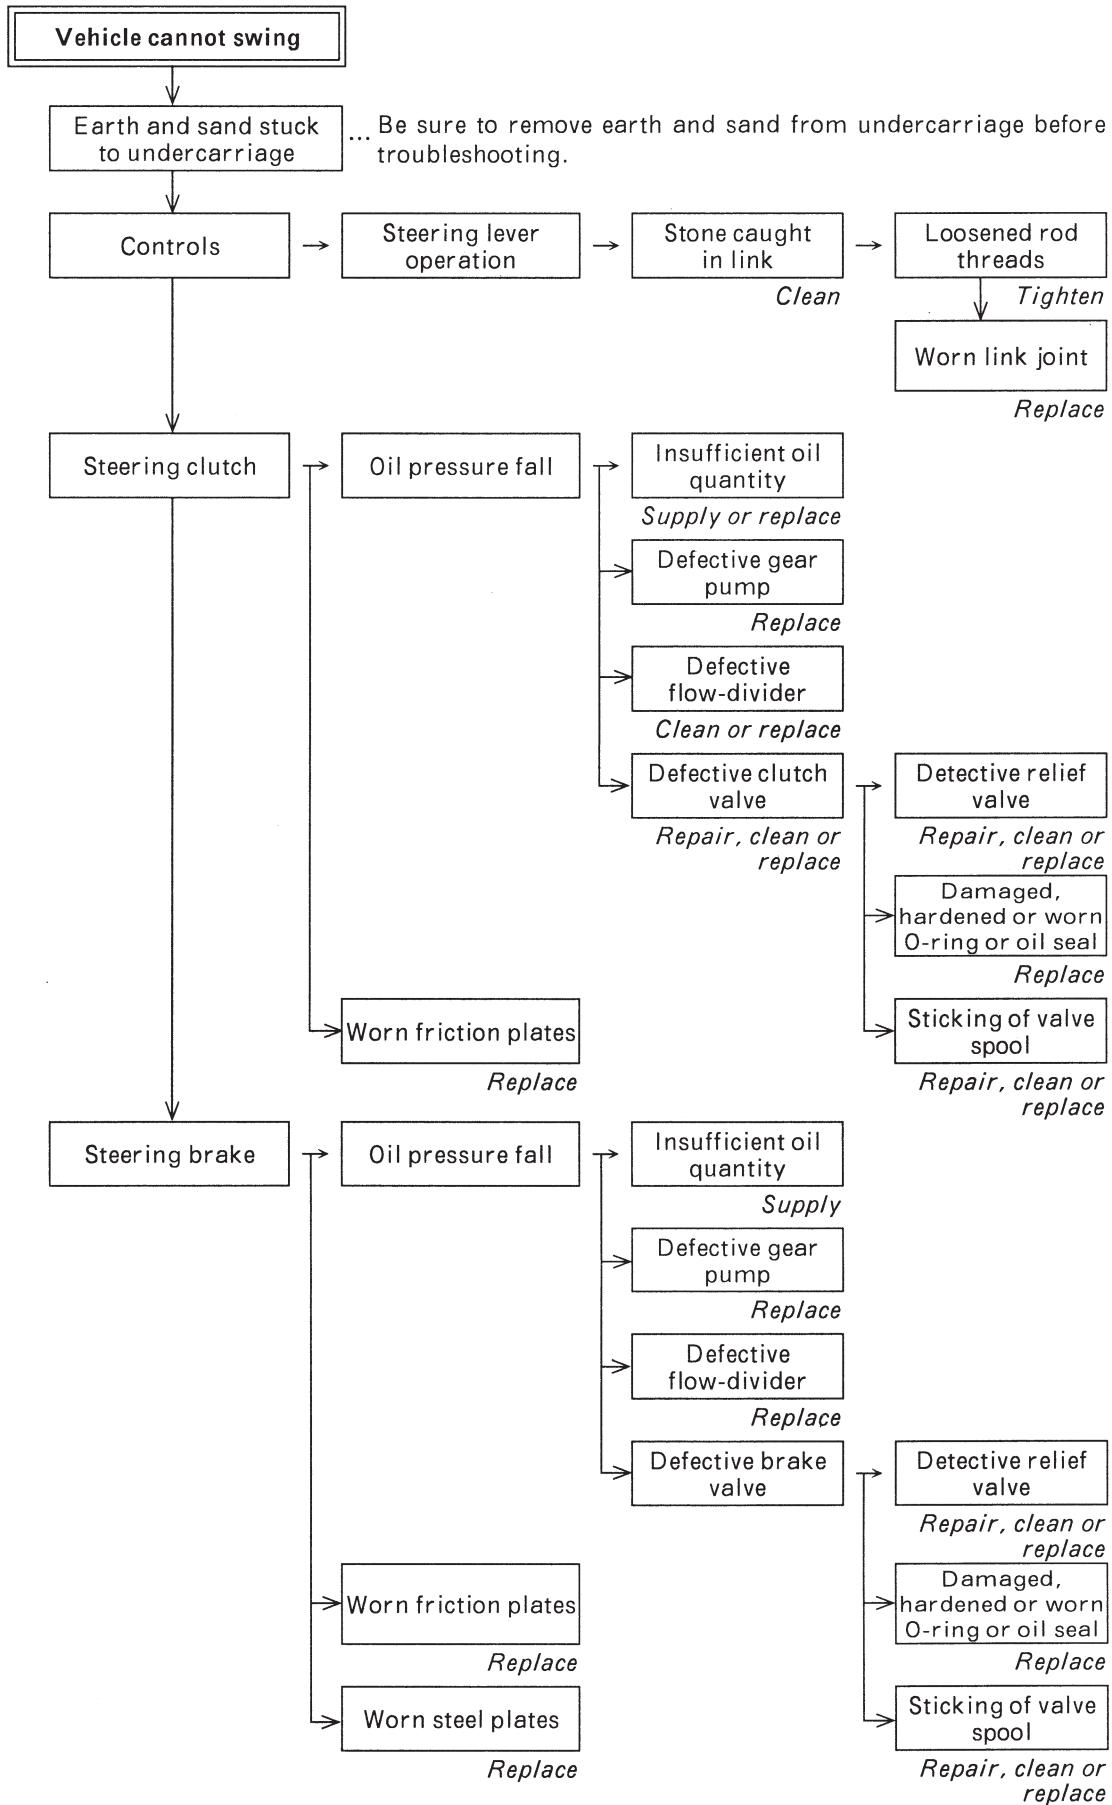 Vehicle cannot swing
Earth and sand stuck
to undercarriage
... Be sure to remove earth and sand from undercarriage before
troubleshooting.
Controls
Steering lever
operation
Stone caught
in link
Clean
Loosened rod
threads
Tighten
Worn link joint
Replace
Steering clutch
Oil pressure fall
Insufficient oil
quantity
Supply or replace
Defective gear
pump
Replace
Defective
flow-divider
Clean or replace
Defective clutch
valve
Repair, clean or
replace
Detective relief
valve
Repair, clean or
replace
Damaged,
hardened or worn
O-ring or oil seal
Replace
Sticking of valve
spool
Repair, clean or
replace
Worn friction plates
Replace
Steering brake
Oil pressure fall
Insufficient oil
quantity
Supply
Defective gear
pump
Replace
Defective
flow-divider
Replace
Defective brake
valve
Detective relief
valve
Repair, clean or
replace
Damaged,
hardened or worn
O-ring or oil seal
Replace
Sticking of valve
spool
Repair, clean or
replace
Worn friction plates
Replace
Worn steel plates
Replace